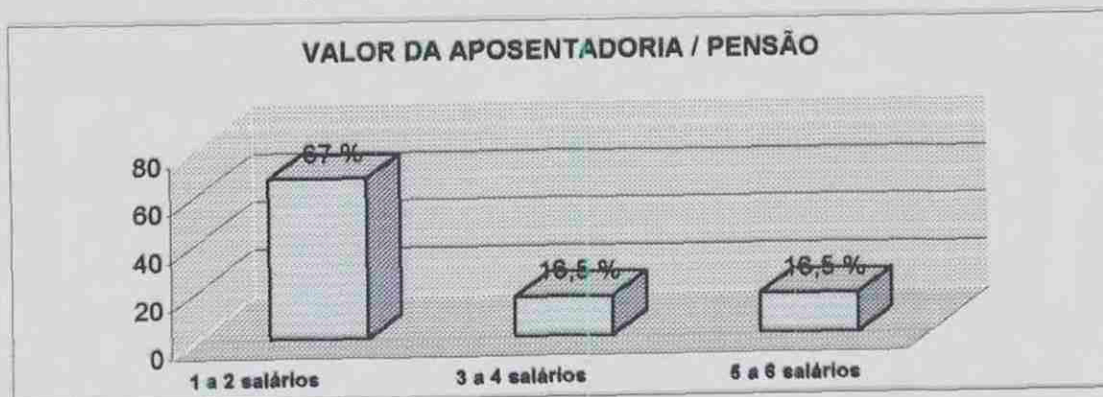 VALOR DA APOSENTADORIA / PENSÃO
67 %
16,5 %
16,5 %
80
60
40
20
0
1 a 2 salários
3 a 4 salários
5 a 6 salários